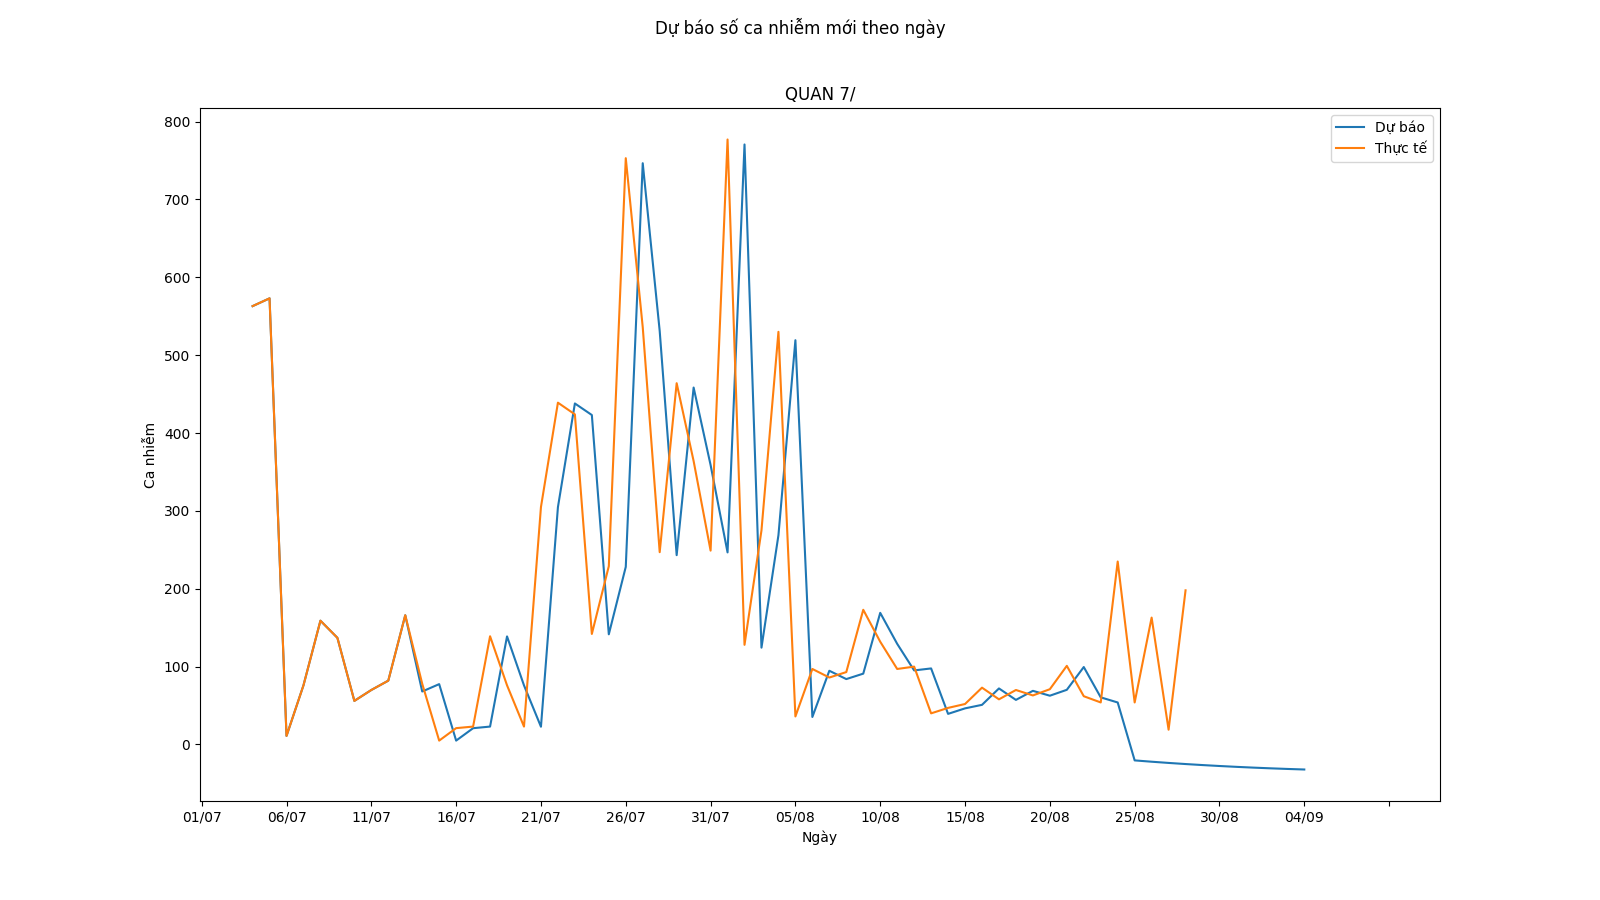 Dự báo số ca nhiễm mới theo ngày
QUAN 7/
800
700
600
500
400
300
200
100
0
Ca nhiễm
Dự báo
Thực tế
01/07 06/07 11/07 16/07 21/07 26/07 31/07 05/08 10/08 15/08 20/08 25/08 30/08 04/09
Ngày